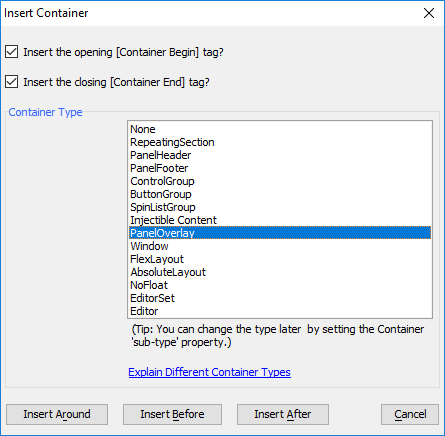 Insert Container
Insert the opening [Container Begin] tag?
Insert the closing [Container End] tag?
Container Type
None
RepeatingSection
PanelHeader
PanelFooter
ControlGroup
ButtonGroup
SpinListGroup
Injectible Content
PanelOverlay
Window
FlexLayout
AbsoluteLayout
NoFloat
EditorSet
Editor
(Tip: You can change the type later by setting the Container
'sub-type' property.)
Explain Different Container Types
Insert Around Insert Before Insert After Cancel